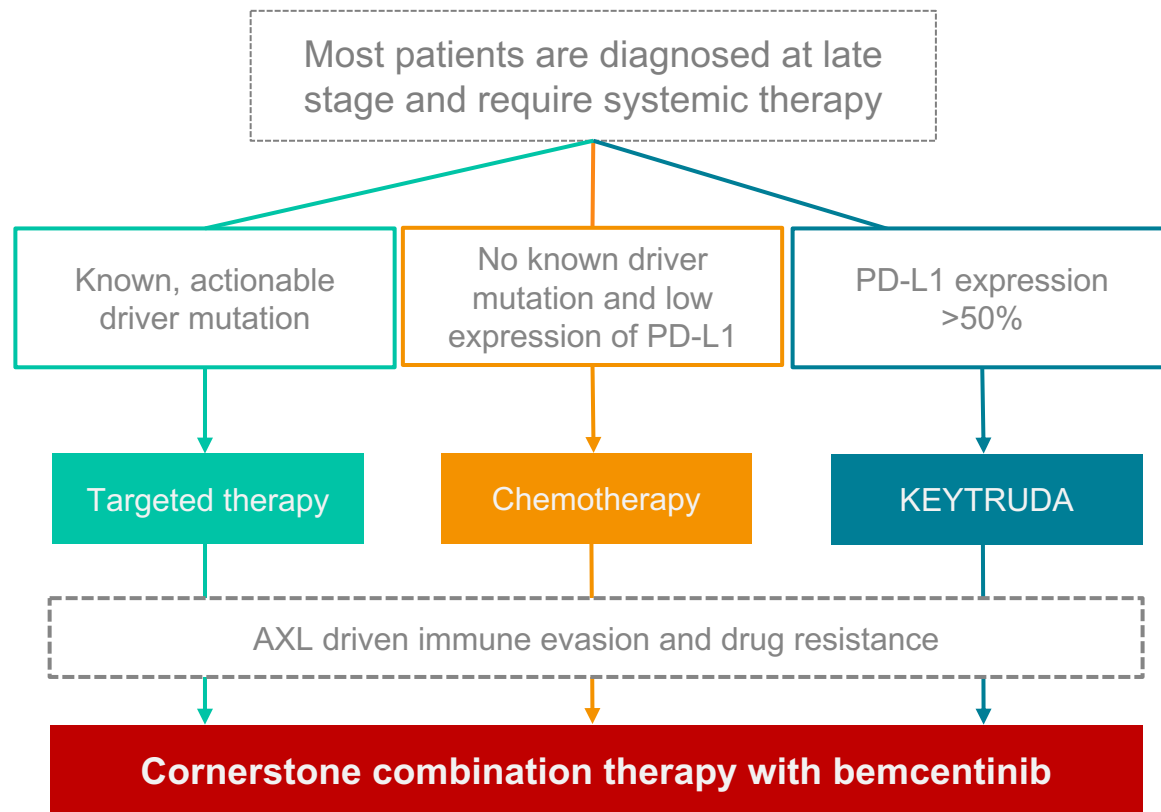 Most patients are diagnosed at late
stage and require systemic therapy
Known, actionable
driver mutation
No known driver
mutation and low
expression of PD-L1
PD-L1 expression
>50%
Targeted therapy
Chemotherapy
KEYTRUDA
AXL driven immune evasion and drug resistance
Cornerstone combination therapy with bemcentinib